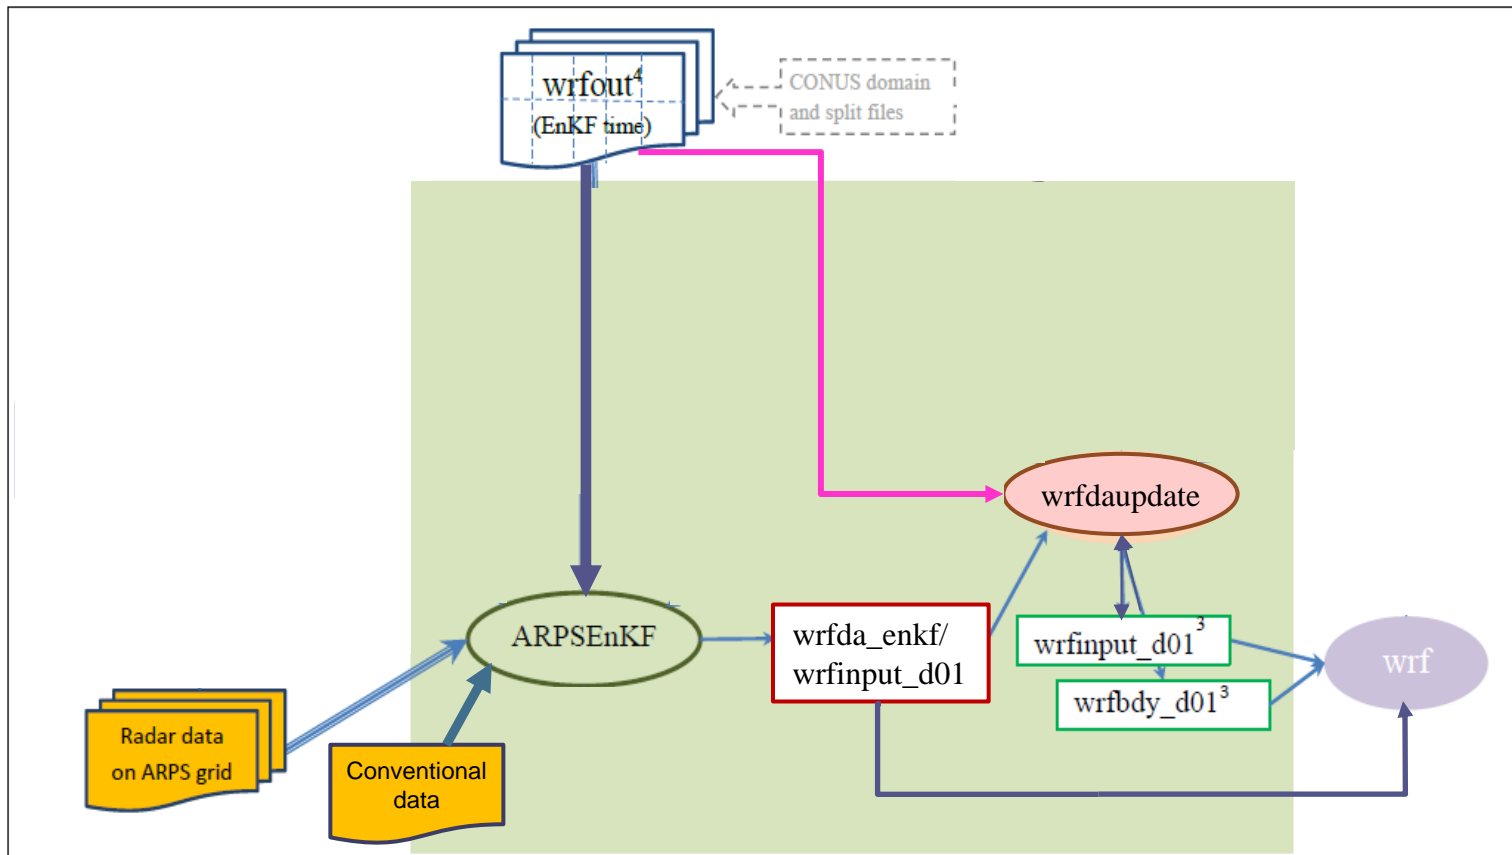 wrfout⁴
(EnKF time)
CONUS domain
and split files
wrfdaupdate
ARPSEnKF
wrfda_enkf/
wrfinput_d01
wrfinput_d01³
wrfbdy_d01³
wrf
Radar data
on ARPS grid
Conventional
data